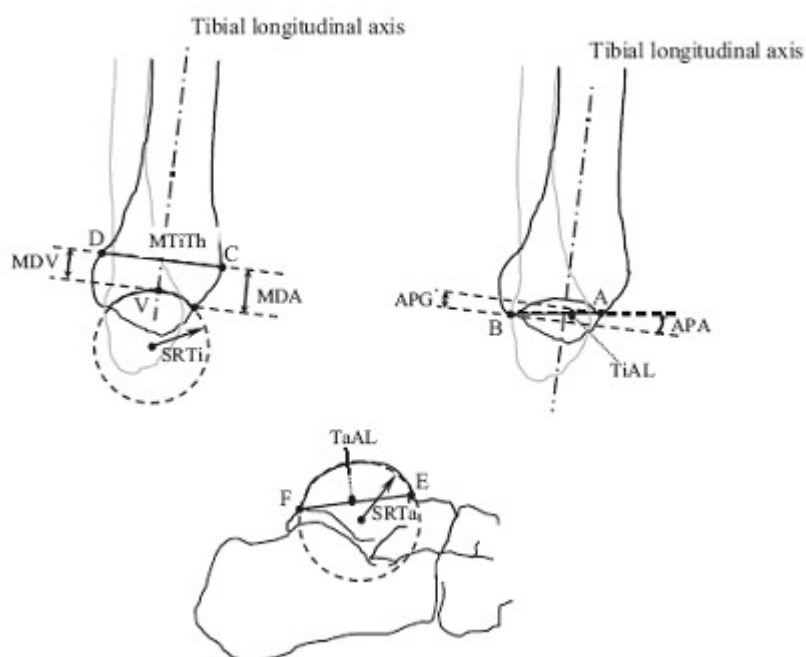 Tibial longitudinal axis
Tibial longitudinal axis
D
MTiTh
C
MDV
MDA
V
SRTi
APG
A
B
APA
TiAL
TaAL
F
E
SRTa